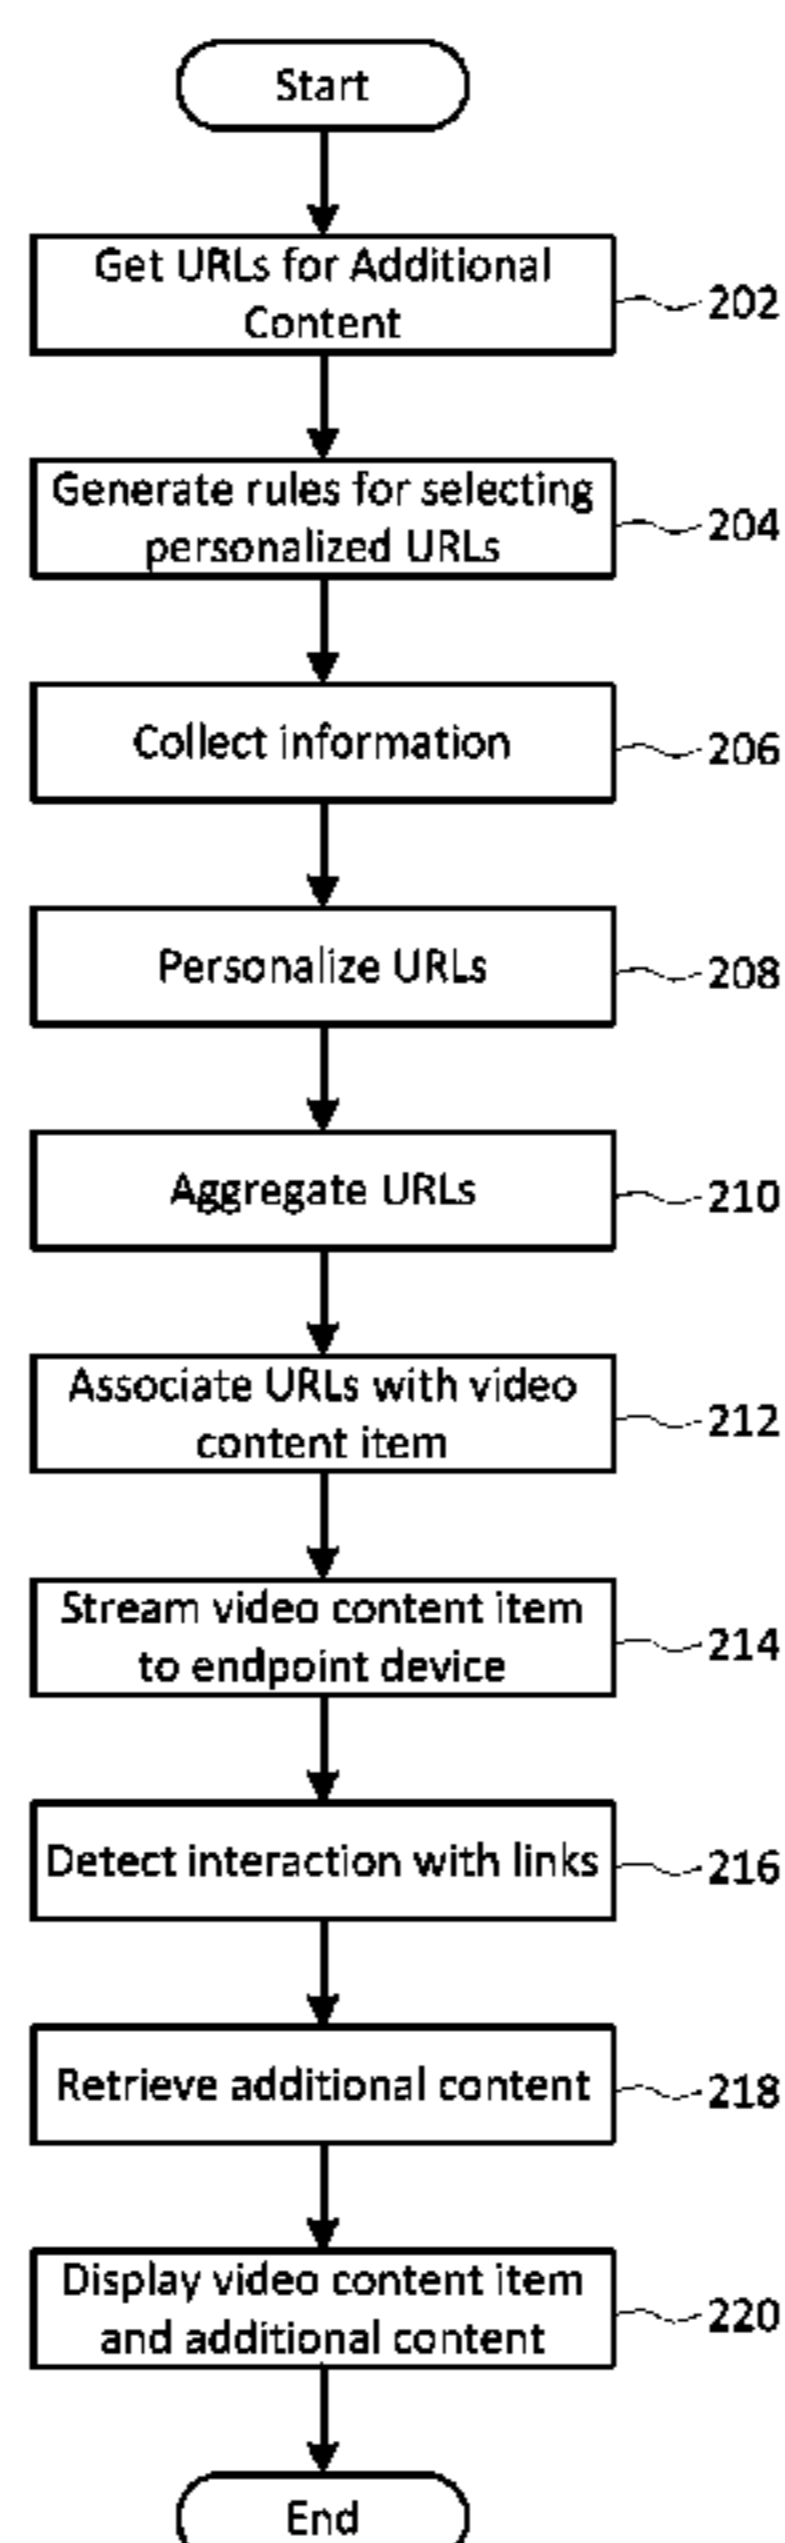 Start
Get URLs for Additional
Content
202
Generate rules for selecting
personalized URLs
204
Collect information
206
Personalize URLs
208
Aggregate URLs
210
Associate URLs with video
content item
212
Stream video content item
to endpoint device
214
Detect interaction with links
216
Retrieve additional content
218
Display video content item
and additional content
220
End